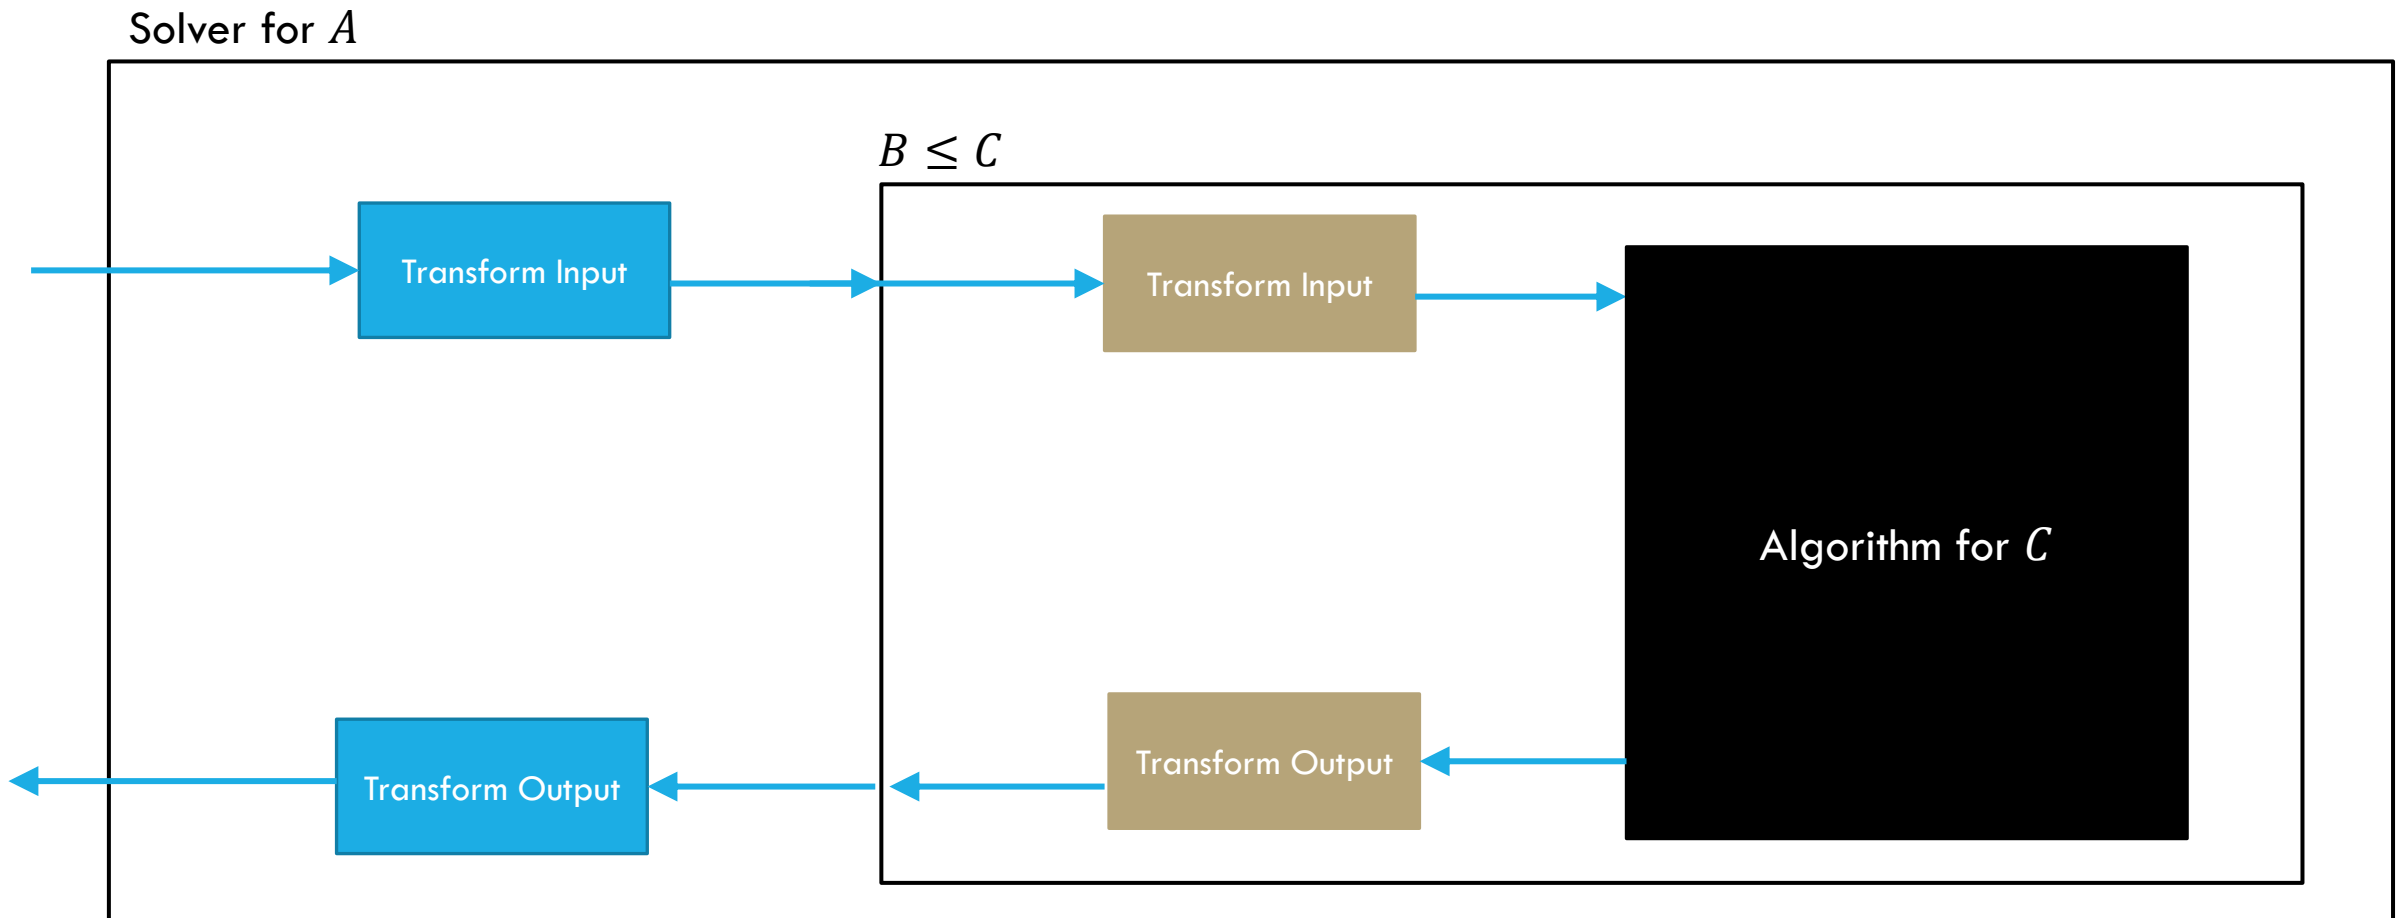 Solver for A
B ≤ C
Transform Input
Transform Input
Algorithm for C
Transform Output
Transform Output